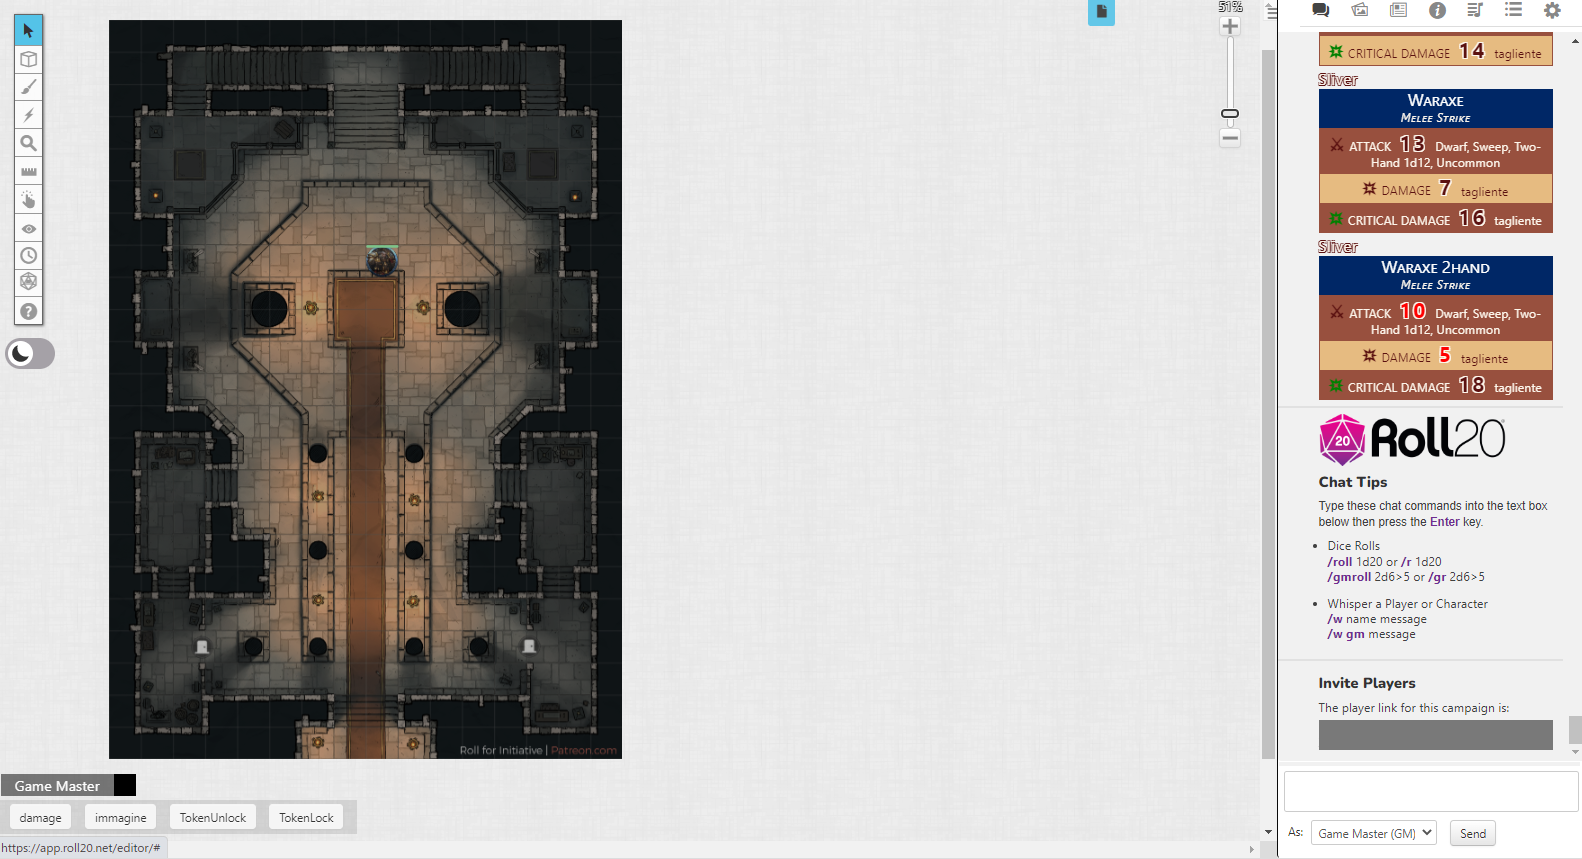 51%
CRITICAL DAMAGE 14 tagliente
Sliver
WARAXE
MELEE STRIKE
ATTACK 13 Dwarf, Sweep, Two-
Hand 1d12, Uncommon
DAMAGE 7 tagliente
CRITICAL DAMAGE 16 tagliente
Sliver
WARAXE 2HAND
MELEE STRIKE
ATTACK 10 Dwarf, Sweep, Two-
Hand 1d12, Uncommon
DAMAGE 5 tagliente
CRITICAL DAMAGE 18 tagliente
20 Roll20
Chat Tips
Type these chat commands into the text box
below then press the Enter key.
Dice Rolls
/roll 1d20 or /r 1d20
/gmroll 2d6>5 or /gr 2d6>5
Whisper a Player or Character
/w name message
/w gm message
Invite Players
The player link for this campaign is:
Roll for Initiative | Patreon.com
Game Master
damage immagine TokenUnlock TokenLock
https://app.roll20.net/editor/#
As: Game Master (GM) Send